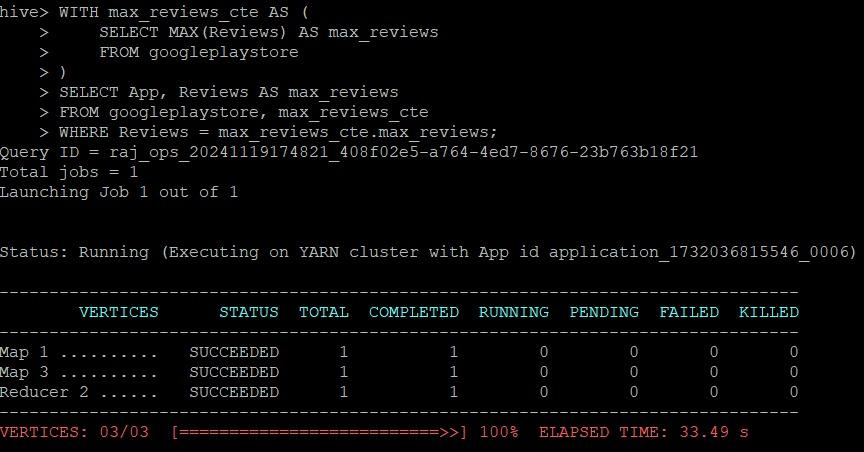 hive> WITH max_reviews_cte AS (
    >     SELECT MAX(Reviews) AS max_reviews
    >     FROM googleplaystore
    > )
    > SELECT App, Reviews AS max_reviews
    > FROM googleplaystore, max_reviews_cte
    > WHERE Reviews = max_reviews_cte.max_reviews;
Query ID = raj_ops_20241119174821_408f02e5-a764-4ed7-8676-23b763b18f21
Total jobs = 1
Launching Job 1 out of 1
Status: Running (Executing on YARN cluster with App id application_1732036815546_0006)
--------------------------------------------------------------------------------
        VERTICES      STATUS  TOTAL  COMPLETED  RUNNING  PENDING  FAILED  KILLED
--------------------------------------------------------------------------------
Map 1 ..........   SUCCEEDED      1          1        0        0       0       0
Map 3 ..........   SUCCEEDED      1          1        0        0       0       0
Reducer 2 ......   SUCCEEDED      1          1        0        0       0       0
--------------------------------------------------------------------------------
VERTICES: 03/03  [==========================>>] 100%  ELAPSED TIME: 33.49 s